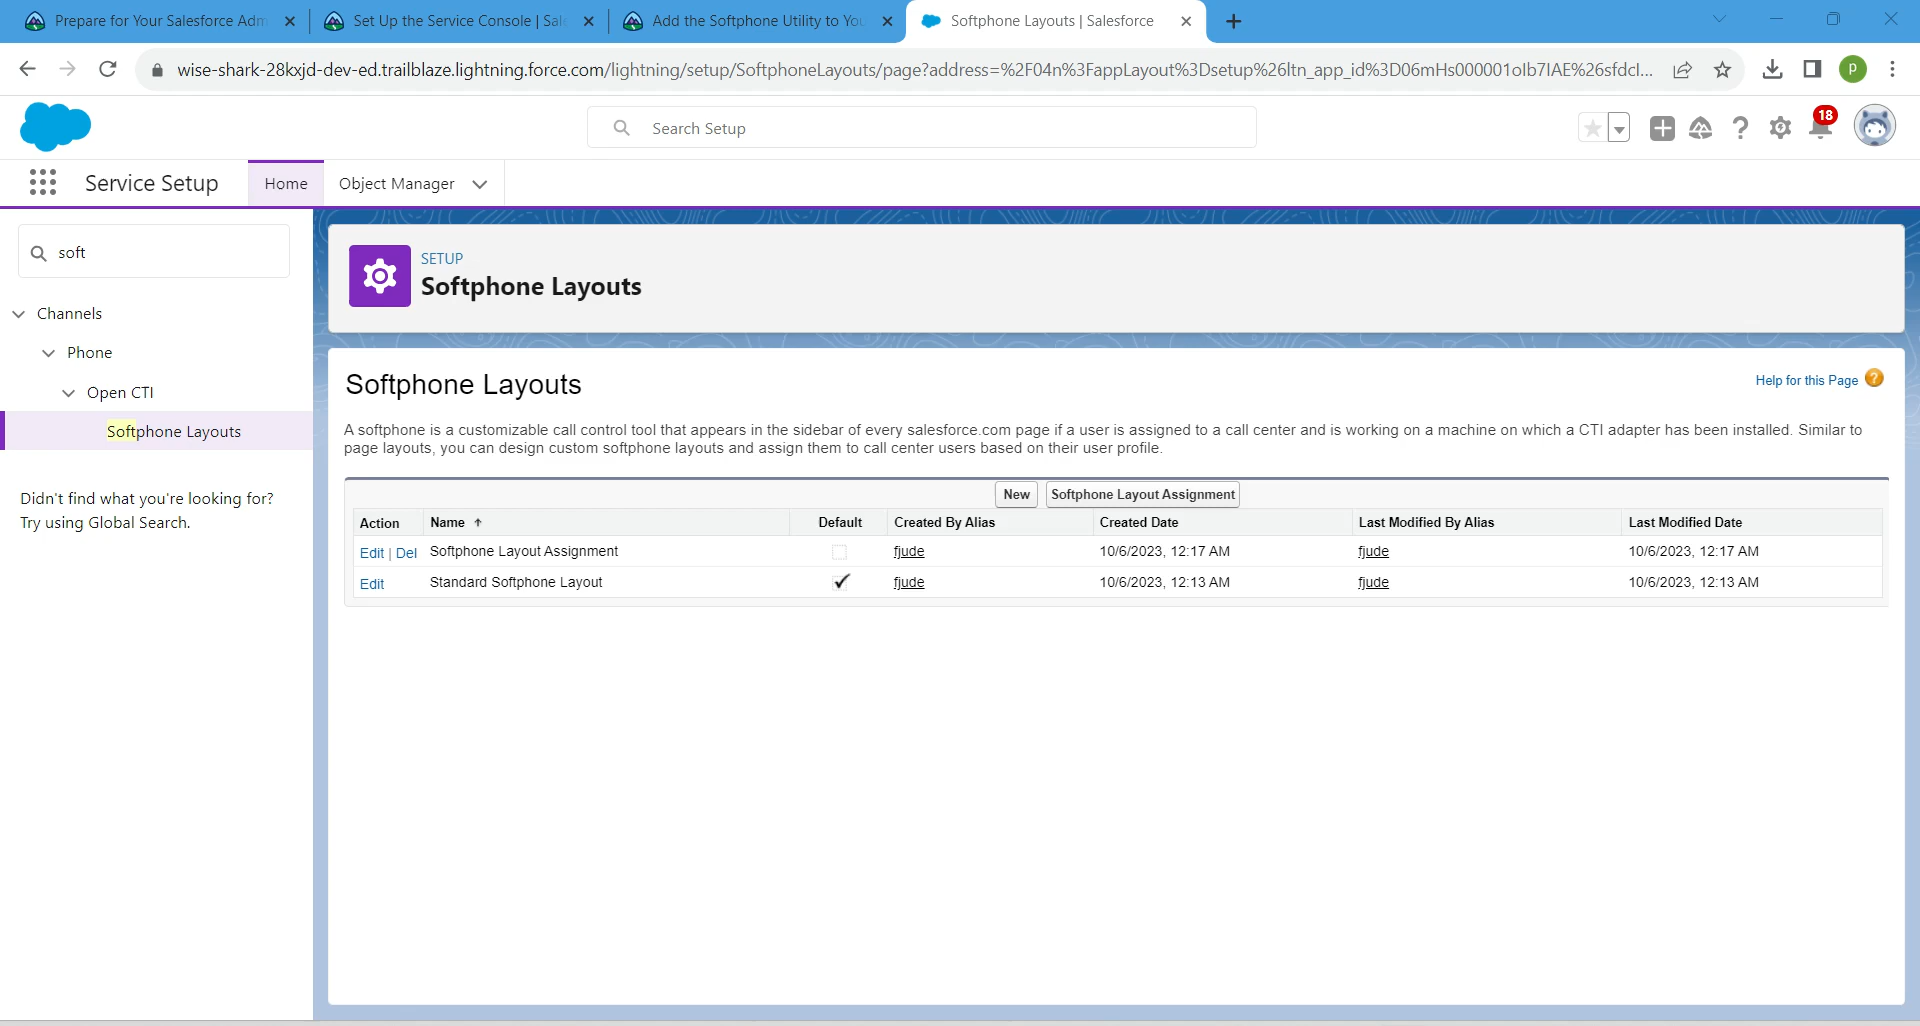 Prepare for Your Salesforce Adm
Set Up the Service Console | Sal
Add the Softphone Utility to You
Softphone Layouts | Salesforce
wise-shark-28kxjd-dev-ed.trailblaze.lightning.force.com/lightning/setup/SoftphoneLayouts/page?address=%2F04n%3FappLayout%3Dsetup%26ltn_app_id%3D06mHs000001oIb7IAE%26sfdcI...
P
Search Setup
18
Service Setup
Home
Object Manager
soft
Channels
Phone
Open CTI
Softphone Layouts
Didn't find what you're looking for?
Try using Global Search.
SETUP
Softphone Layouts
Softphone Layouts
Help for this Page ?
A softphone is a customizable call control tool that appears in the sidebar of every salesforce.com page if a user is assigned to a call center and is working on a machine on which a CTI adapter has been installed. Similar to
page layouts, you can design custom softphone layouts and assign them to call center users based on their user profile.
New
Softphone Layout Assignment
Action Name Default Created By Alias Created Date Last Modified By Alias Last Modified Date
Edit | Del Softphone Layout Assignment fjude 10/6/2023, 12:17 AM fjude 10/6/2023, 12:17 AM
Edit Standard Softphone Layout fjude 10/6/2023, 12:13 AM fjude 10/6/2023, 12:13 AM